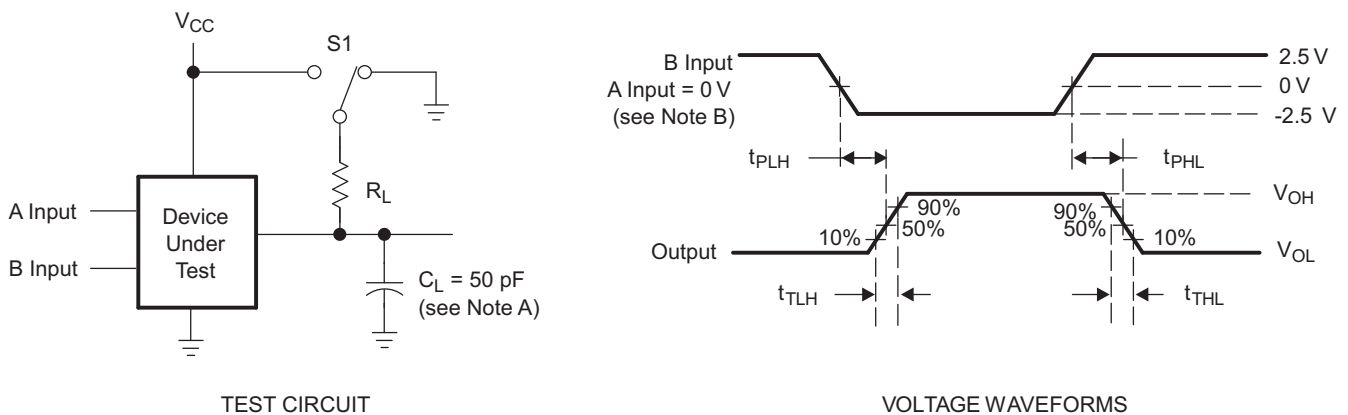 VCC
S1
RL
A Input
B Input
Device
Under
Test
CL = 50 pF
(see Note A)
TEST CIRCUIT
B Input
A Input = 0 V
(see Note B)
2.5 V
0 V
-2.5 V
tPLH
tPHL
Output
10%
90%
50%
90%
50%
10%
VOH
VOL
tTLH
tTHL
VOLTAGE WAVEFORMS